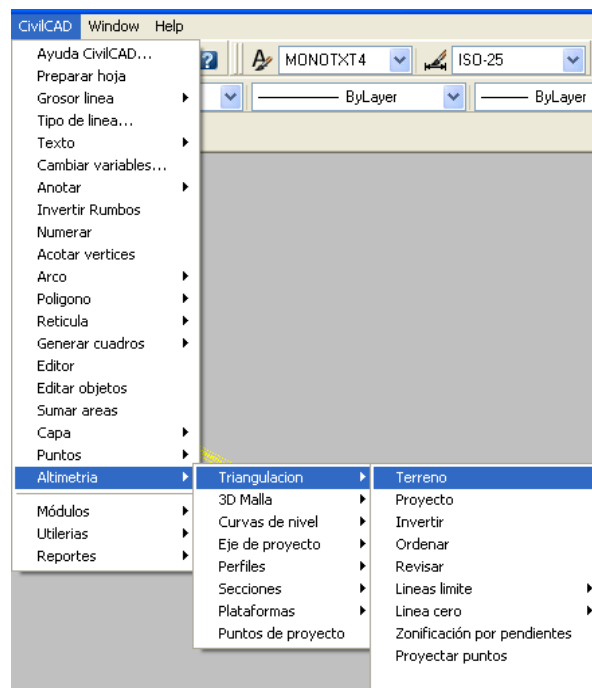 CivilCAD Window Help
MONOTXT4 ISO-25
ByLayer ByLayer
Ayuda CivilCAD...
Preparar hoja
Grosor linea
Tipo de linea...
Texto
Cambiar variables...
Anotar
Invertir Rumbos
Numerar
Acotar vertices
Arco
Poligono
Reticula
Generar cuadros
Editor
Editar objetos
Sumar areas
Capa
Puntos
Altimetria
Módulos
Utilerias
Reportes
Triangulacion
3D Malla
Curvas de nivel
Eje de proyecto
Perfiles
Secciones
Plataformas
Puntos de proyecto
Terreno
Proyecto
Invertir
Ordenar
Revisar
Lineas limite
Linea cero
Zonificación por pendientes
Proyectar puntos